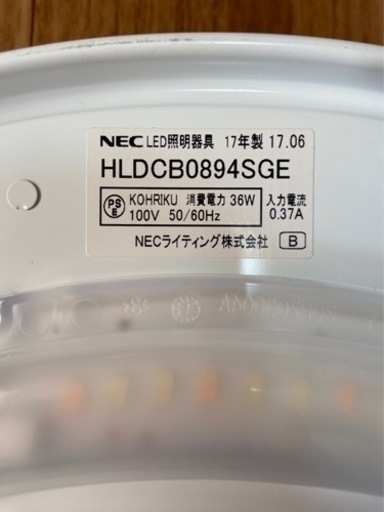 NEC LED照明器具 17年製 17.06
HLDCB0894SGE
PSE KOHRIKU 消費電力 36W 入力電流
100V 50/60Hz 0.37A
NECライティング株式会社 B